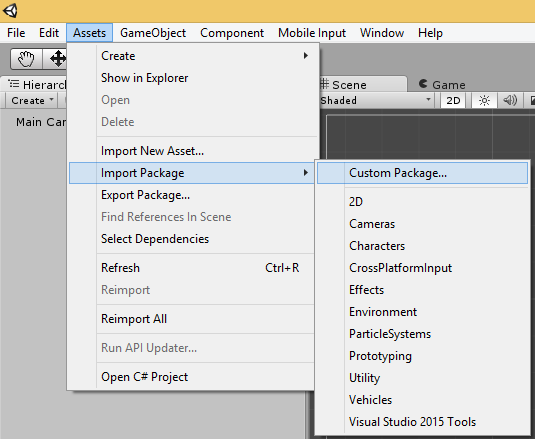 File Edit Assets GameObject Component Mobile Input Window Help
Create
Show in Explorer
Open
Delete
Import New Asset...
Import Package
Export Package...
Find References In Scene
Select Dependencies
Refresh Ctrl+R
Reimport
Reimport All
Run API Updater...
Open C# Project
Hierarch
Create
Main Car
Scene Game
Shaded 2D
Custom Package...
2D
Cameras
Characters
CrossPlatformInput
Effects
Environment
ParticleSystems
Prototyping
Utility
Vehicles
Visual Studio 2015 Tools